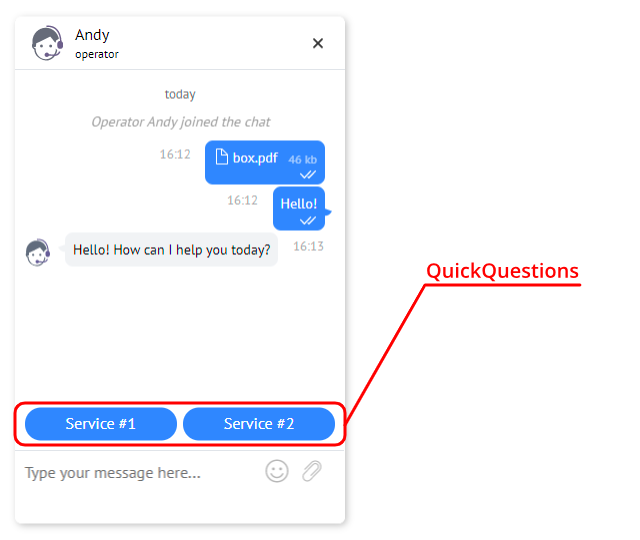 Andy
operator
today
Operator Andy joined the chat
16:12
box.pdf 46 kb
16:12
Hello!
Hello! How can I help you today?
16:13
QuickQuestions
Service #1
Service #2
Type your message here...